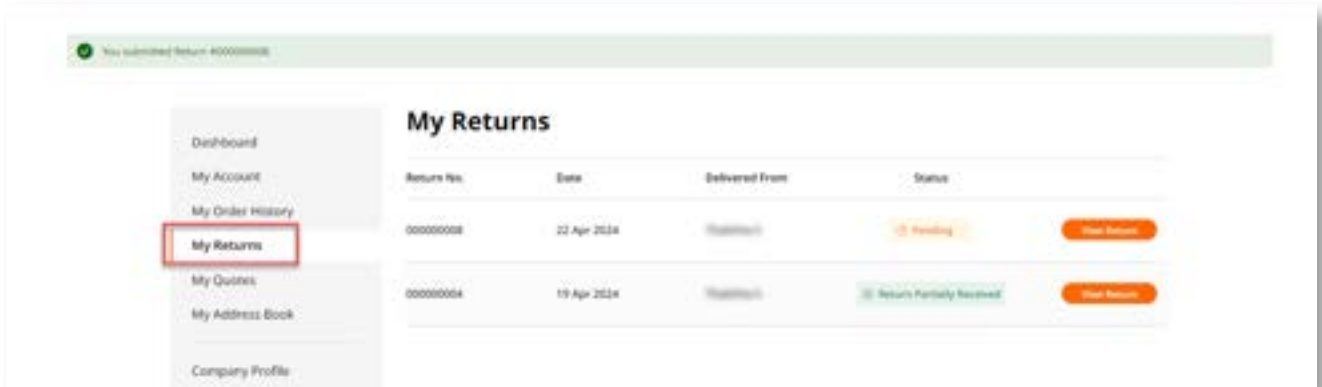 You submitted Return #000000008.
My Returns
Dashboard
My Account
My Order History
My Returns
My Quotes
My Address Book
Company Profile
Return No. Date Delivered From Status
000000008 22 Apr 2024 Pending View Return
000000004 19 Apr 2024 Return Partially Received View Return